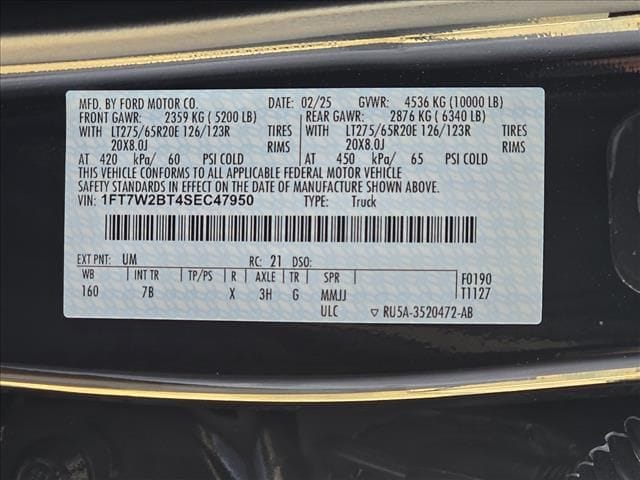 MFD. BY FORD MOTOR CO. DATE: 02/25 GVWR: 4536 KG (10000 LB)
FRONT GAWR: 2359 KG ( 5200 LB) REAR GAWR: 2876 KG ( 6340 LB)
WITH LT275/65R20E 126/123R TIRES WITH LT275/65R20E 126/123R TIRES
20X8.0J RIMS 20X8.0J RIMS
AT 420 kPa/ 60 PSI COLD AT 450 kPa/ 65 PSI COLD
THIS VEHICLE CONFORMS TO ALL APPLICABLE FEDERAL MOTOR VEHICLE
SAFETY STANDARDS IN EFFECT ON THE DATE OF MANUFACTURE SHOWN ABOVE.
VIN: 1FT7W2BT4SEC47950 TYPE: Truck
EXT PNT: UM RC: 21 DSO:
WB INT TR TP/PS R AXLE TR SPR F0190
160 7B X 3H G MMJJ T1127
ULC ▽ RU5A-3520472-AB